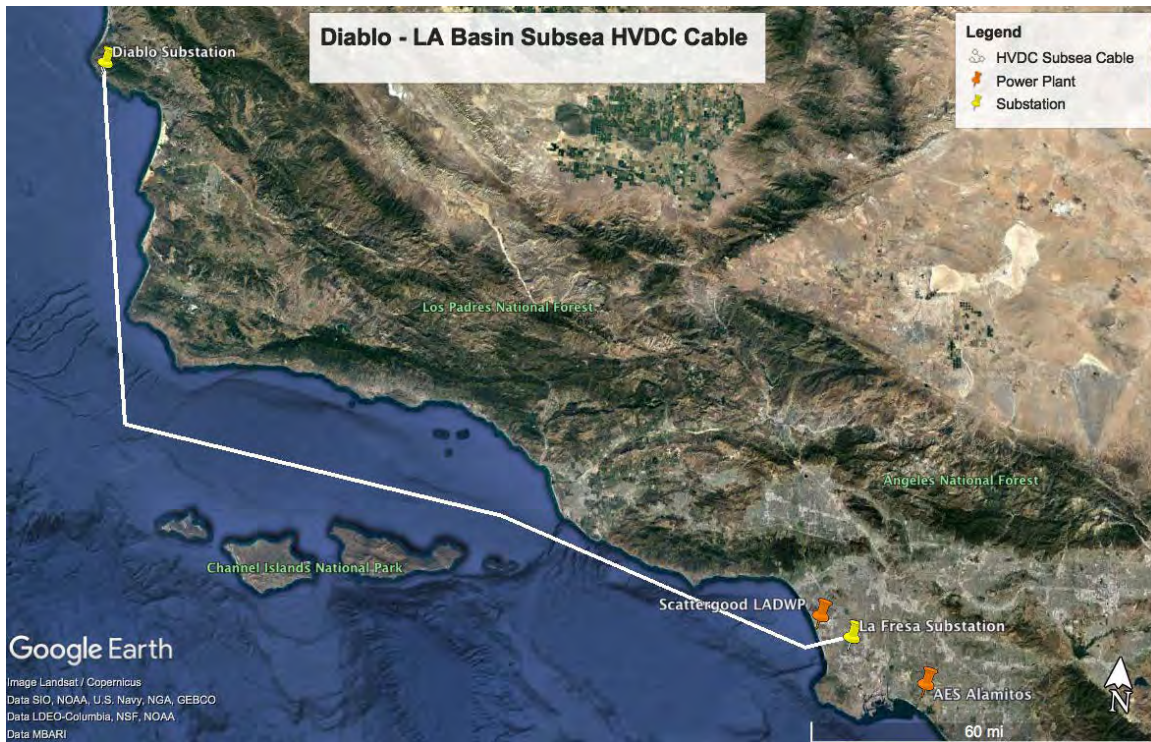 Diablo - LA Basin Subsea HVDC Cable
Legend
HVDC Subsea Cable
Power Plant
Substation
Diablo Substation
Los Padres National Forest
Angeles National Forest
Channel Islands National Park
Scattergood LADWP
La Fresa Substation
AES Alamitos
Google Earth
Image Landsat / Copernicus
Data SIO, NOAA, U.S. Navy, NGA, GEBCO
Data LDEO-Columbia, NSF, NOAA
Data MBARI
N
60 mi